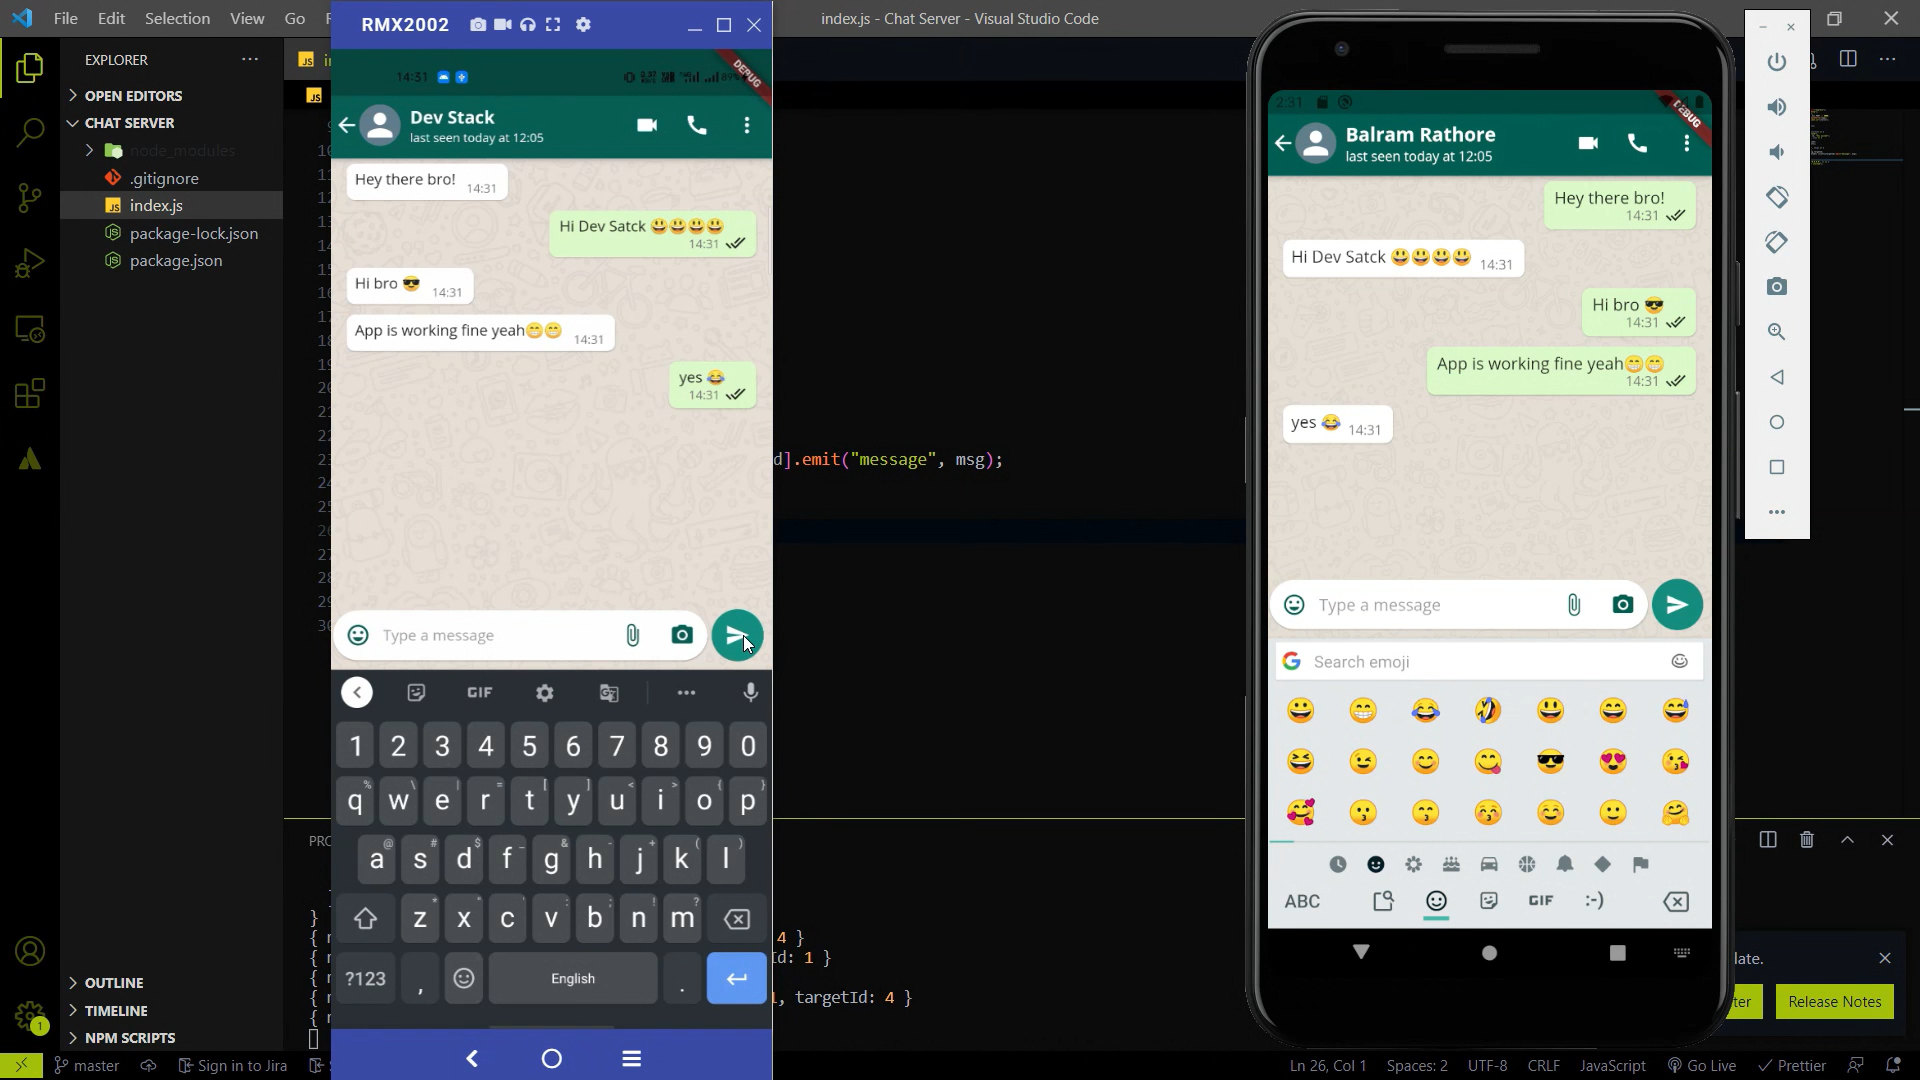 File Edit Selection View Go
index.js - Chat Server - Visual Studio Code
EXPLORER
OPEN EDITORS
CHAT SERVER
node_modules
.gitignore
index.js
package-lock.json
package.json
OUTLINE
TIMELINE
NPM SCRIPTS
RMX2002
14:31
DEBUG
Dev Stack
last seen today at 12:05
Hey there bro! 14:31
Hi Dev Satck 😃😃😃😃
14:31
Hi bro 😎 14:31
App is working fine yeah😁😁 14:31
yes 😂
14:31
Type a message
GIF
1 2 3 4 5 6 7 8 9 0
q w e r t y u i o p
a s d f g h j k l
z x c v b n m
?123 , English .
d].emit("message", msg);
4 }
Id: 1 }
, targetId: 4 }
2:31
DEBUG
Balram Rathore
last seen today at 12:05
Hey there bro!
14:31
Hi Dev Satck 😃😃😃😃 14:31
Hi bro 😎
14:31
App is working fine yeah😁😁
14:31
yes 😂 14:31
Type a message
Search emoji
ABC GIF :-)
Release Notes
master Sign in to Jira
Ln 26, Col 1 Spaces: 2 UTF-8 CRLF JavaScript Go Live Prettier